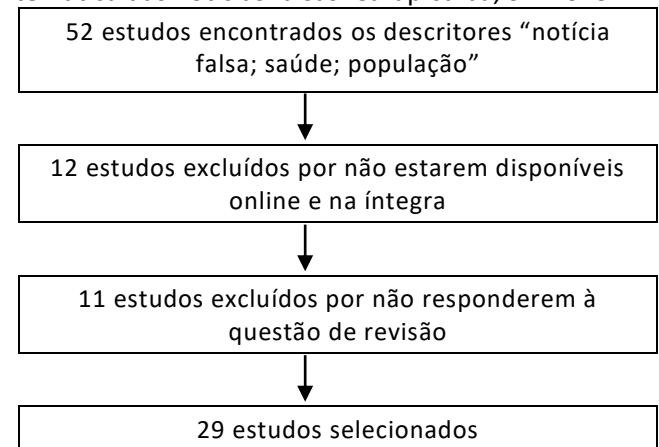 52 estudos encontrados os descritores “notícia
falsa; saúde; população”
12 estudos excluídos por não estarem disponíveis
online e na íntegra
11 estudos excluídos por não responderem à
questão de revisão
29 estudos selecionados